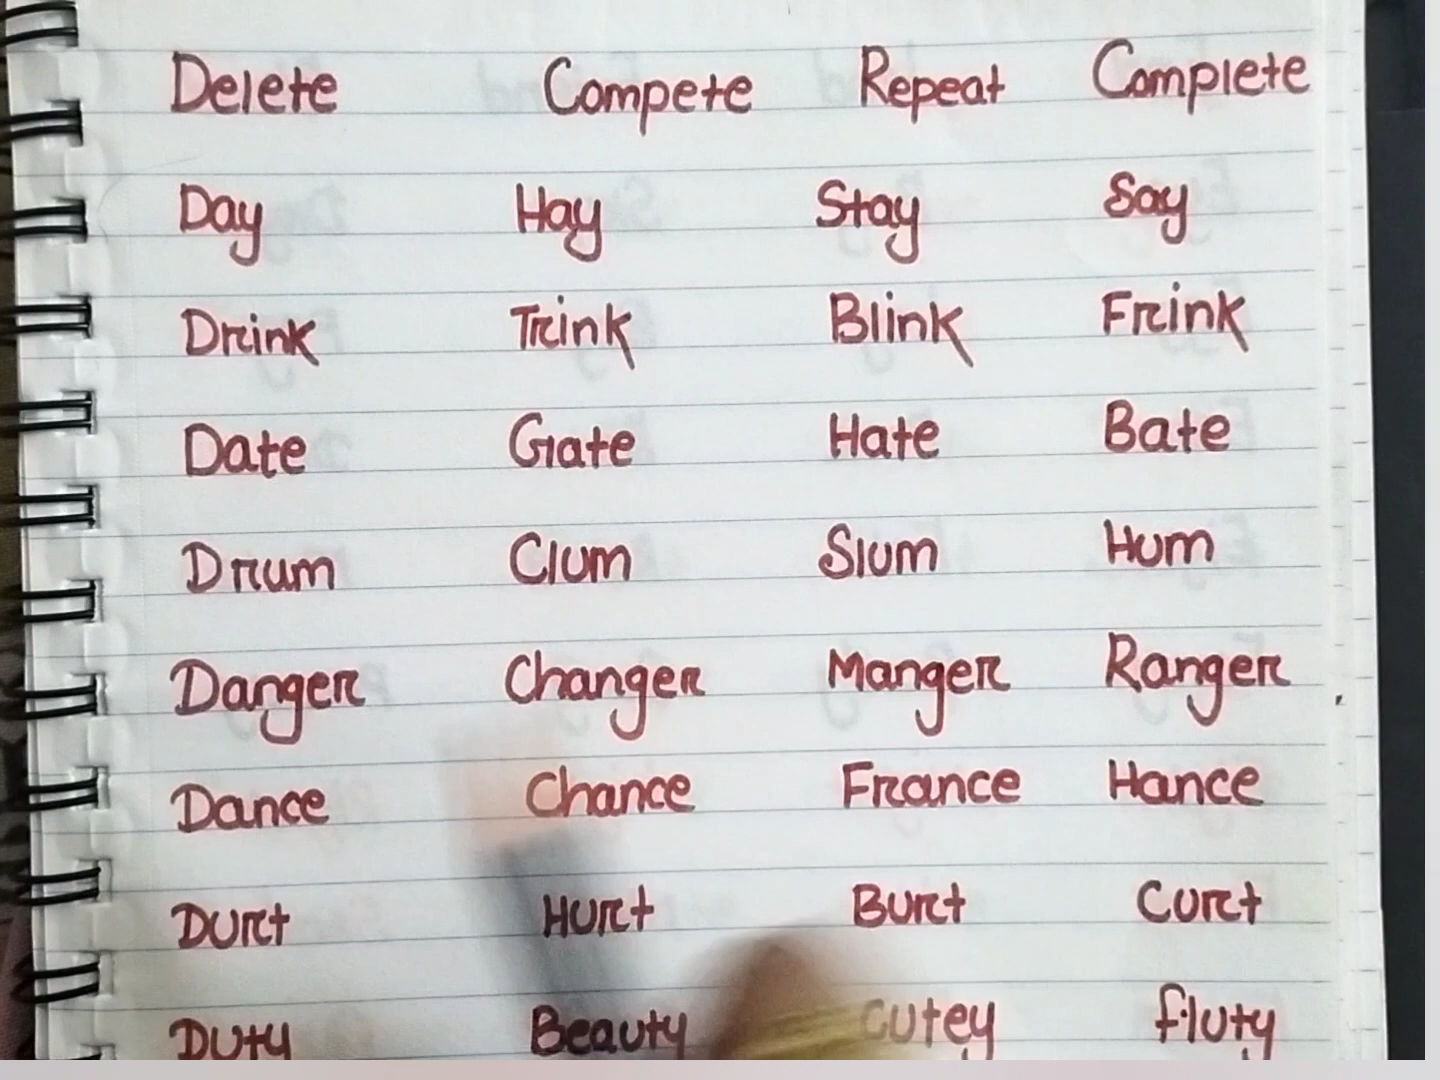 Delete Compete Repeat Complete
Day Hay Stay Say
Drink Trink Blink Frink
Date Gate Hate Bate
Drum Clum Slum Hum
Danger Changer Manger Ranger
Dance Chance France Hance
Durt Hurt Burt Curt
Duty Beauty Cutey fluty